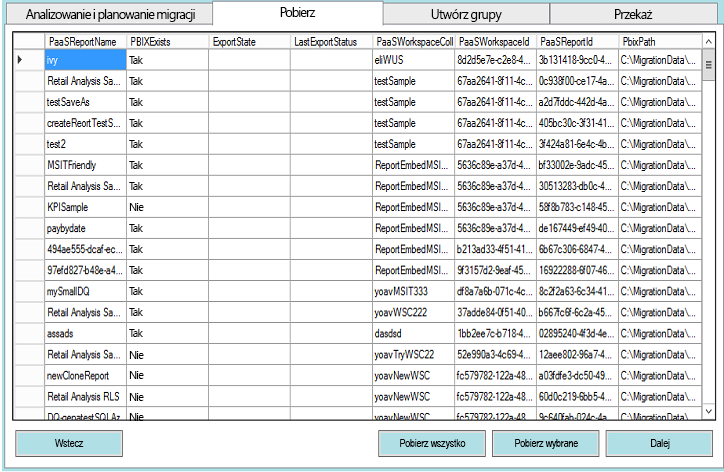 Analizowanie i planowanie migracji Pobierz Utwórz grupy Przekaż
PaaSReportName PBIXExists ExportState LastExportStatus PaaSWorkspaceColl PaaSWorkspaceId PaaSReportId PbixPath
ivy Tak eliWUS 8d2d5e7e-c2e8-4... 3b131418-9cc0-4... C:\MigrationData\...
Retail Analysis Sa... Tak testSample 67aa2641-8f11-4c... 0c938f00-ce17-4a... C:\MigrationData\...
testSaveAs Tak testSample 67aa2641-8f11-4c... a2d7fddc-442d-4a... C:\MigrationData\...
createReortTestS... Tak testSample 67aa2641-8f11-4c... 405bc30c-3f31-41... C:\MigrationData\...
test2 Tak testSample 67aa2641-8f11-4c... 3f424a81-6e4c-4b... C:\MigrationData\...
MSITFriendly Tak ReportEmbedMSI... 5636c89e-a37d-4... bf33002e-9adc-45... C:\MigrationData\...
Retail Analysis Sa... Tak ReportEmbedMSI... 5636c89e-a37d-4... 30513283-db0c-4... C:\MigrationData\...
KPISample Nie ReportEmbedMSI... 5636c89e-a37d-4... 58f8b783-c148-45... C:\MigrationData\...
paybydate Tak ReportEmbedMSI... 5636c89e-a37d-4... de167449-ef49-40... C:\MigrationData\...
494ae555-dcaf-ec... Tak ReportEmbedMSI... b213ad33-4f51-41... 6b67c306-6847-4... C:\MigrationData\...
97efd827-b48e-a4... Tak ReportEmbedMSI... 9f3157d2-9eaf-45... 16922288-6f07-46... C:\MigrationData\...
mySmallDQ Tak yoavMSIT333 df8a7a6b-071c-4c... 8c2f2a63-6c34-41... C:\MigrationData\...
Retail Analysis Sa... Tak yoavWSC222 37adde84-0f51-40... b667fc6f-6c2a-45... C:\MigrationData\...
assads Tak dasdsd 1bb2ee7c-b718-4... 02895240-4f3d-4e... C:\MigrationData\...
Retail Analysis Sa... Nie yoavTryWSC22 52e990a3-4c69-4... 12aee802-96a7-4... C:\MigrationData\...
newCloneReport Nie yoavNewWSC fc579782-122a-48... a03fdfe3-dc50-49... C:\MigrationData\...
Retail Analysis RLS Nie yoavNewWSC fc579782-122a-48... 60d0c219-6bb5-4... C:\MigrationData\...
DQ-genatestSQLAz Nie yoavNewWSC fc579782-122a-48... 9c640fab-024c-4a... C:\MigrationData\...
Wstecz Pobierz wszystko Pobierz wybrane Dalej